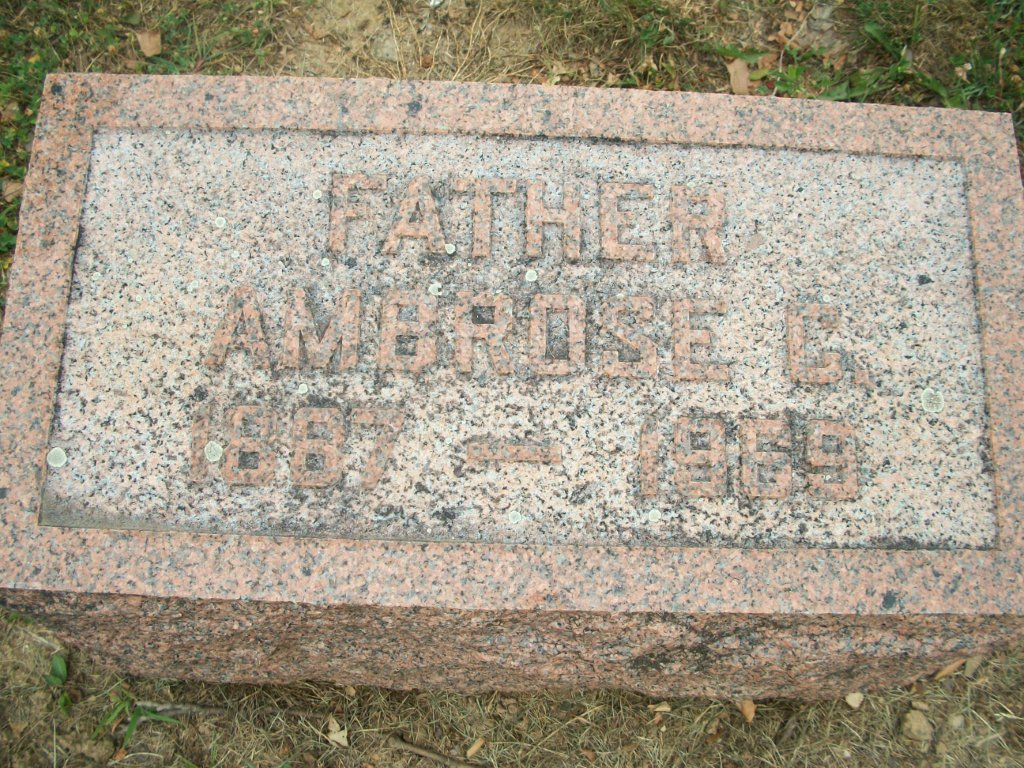 FATHER
AMBROSE C.
1887 — 1969